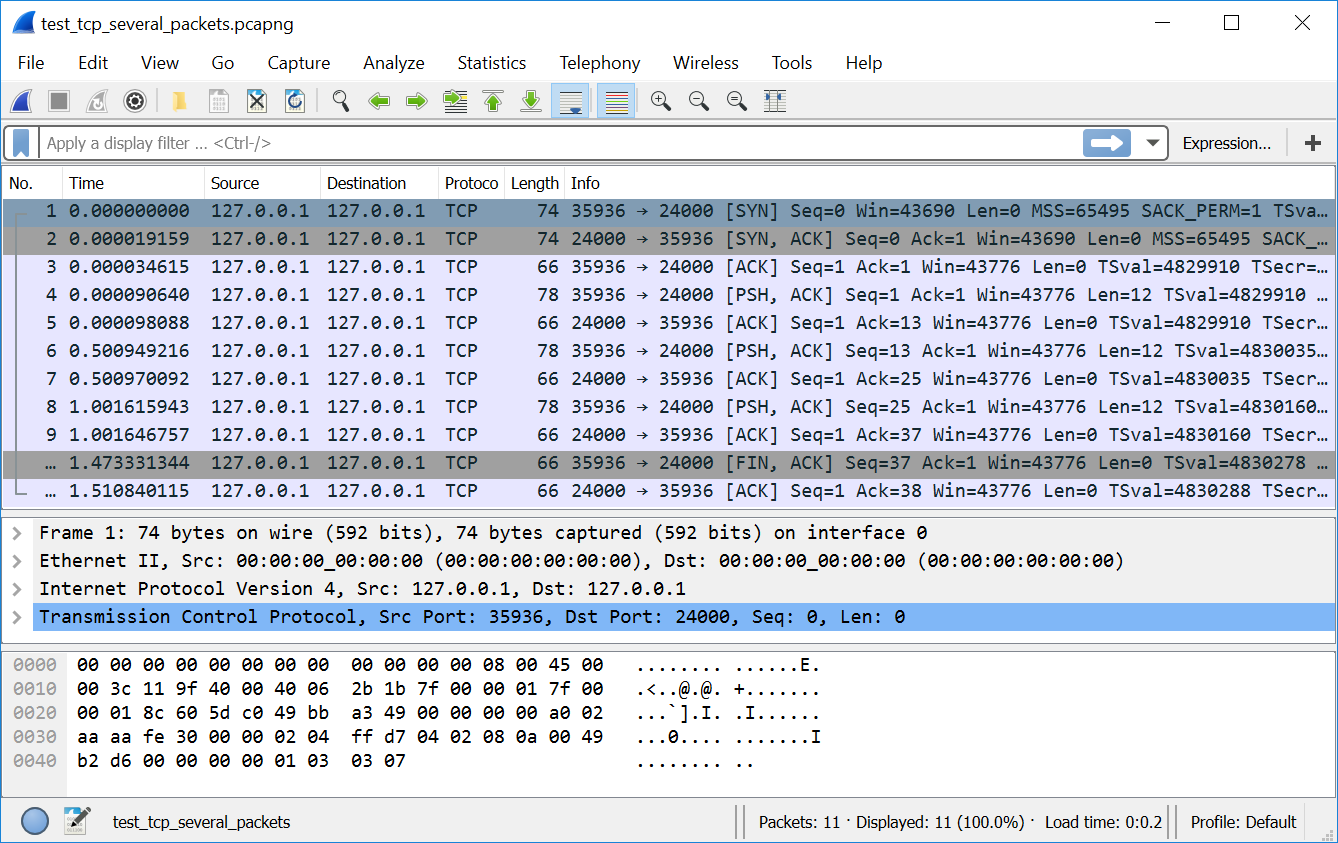 test_tcp_several_packets.pcapng
File Edit View Go Capture Analyze Statistics Telephony Wireless Tools Help
Apply a display filter ... <Ctrl-/> Expression... +
No. Time Source Destination Protoco Length Info
1 0.000000000 127.0.0.1 127.0.0.1 TCP 74 35936 → 24000 [SYN] Seq=0 Win=43690 Len=0 MSS=65495 SACK_PERM=1 TSva...
2 0.000019159 127.0.0.1 127.0.0.1 TCP 74 24000 → 35936 [SYN, ACK] Seq=0 Ack=1 Win=43690 Len=0 MSS=65495 SACK_...
3 0.000034615 127.0.0.1 127.0.0.1 TCP 66 35936 → 24000 [ACK] Seq=1 Ack=1 Win=43776 Len=0 TSval=4829910 TSecr=...
4 0.000090640 127.0.0.1 127.0.0.1 TCP 78 35936 → 24000 [PSH, ACK] Seq=1 Ack=1 Win=43776 Len=12 TSval=4829910 ...
5 0.000098088 127.0.0.1 127.0.0.1 TCP 66 24000 → 35936 [ACK] Seq=1 Ack=13 Win=43776 Len=0 TSval=4829910 TSecr...
6 0.500949216 127.0.0.1 127.0.0.1 TCP 78 35936 → 24000 [PSH, ACK] Seq=13 Ack=1 Win=43776 Len=12 TSval=4830035...
7 0.500970092 127.0.0.1 127.0.0.1 TCP 66 24000 → 35936 [ACK] Seq=1 Ack=25 Win=43776 Len=0 TSval=4830035 TSecr...
8 1.001615943 127.0.0.1 127.0.0.1 TCP 78 35936 → 24000 [PSH, ACK] Seq=25 Ack=1 Win=43776 Len=12 TSval=4830160...
9 1.001646757 127.0.0.1 127.0.0.1 TCP 66 24000 → 35936 [ACK] Seq=1 Ack=37 Win=43776 Len=0 TSval=4830160 TSecr...
... 1.473331344 127.0.0.1 127.0.0.1 TCP 66 35936 → 24000 [FIN, ACK] Seq=37 Ack=1 Win=43776 Len=0 TSval=4830278 ...
... 1.510840115 127.0.0.1 127.0.0.1 TCP 66 24000 → 35936 [ACK] Seq=1 Ack=38 Win=43776 Len=0 TSval=4830288 TSecr...
Frame 1: 74 bytes on wire (592 bits), 74 bytes captured (592 bits) on interface 0
Ethernet II, Src: 00:00:00_00:00:00 (00:00:00:00:00:00), Dst: 00:00:00_00:00:00 (00:00:00:00:00:00)
Internet Protocol Version 4, Src: 127.0.0.1, Dst: 127.0.0.1
Transmission Control Protocol, Src Port: 35936, Dst Port: 24000, Seq: 0, Len: 0
0000 00 00 00 00 00 00 00 00 00 00 00 00 08 00 45 00 ........ ......E.
0010 00 3c 11 9f 40 00 40 06 2b 1b 7f 00 00 01 7f 00 .<..@.@. +.......
0020 00 01 8c 60 5d c0 49 bb a3 49 00 00 00 00 a0 02 ...`].I. .I......
0030 aa aa fe 30 00 00 02 04 ff d7 04 02 08 0a 00 49 ...0.... .......I
0040 b2 d6 00 00 00 00 01 03 03 07 ........ ..
test_tcp_several_packets Packets: 11 · Displayed: 11 (100.0%) · Load time: 0:0.2 Profile: Default